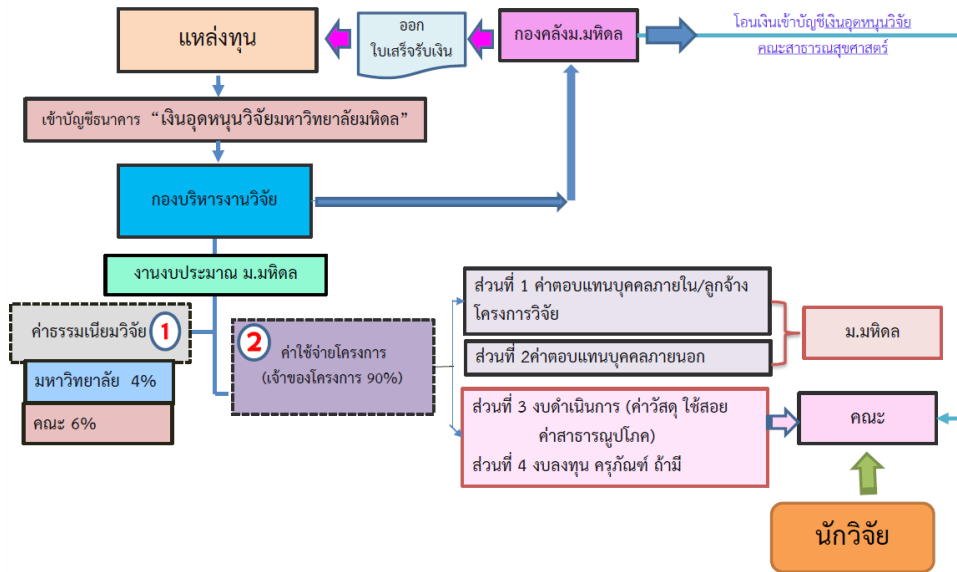 แหล่งทุน
ออก
ใบเสร็จรับเงิน
กองคลังม.มหิดล
โอนเงินเข้าบัญชีเงินอุดหนุนวิจัย
คณะสาธารณสุขศาสตร์
เข้าบัญชีธนาคาร “เงินอุดหนุนวิจัยมหาวิทยาลัยมหิดล”
กองบริหารงานวิจัย
งานงบประมาณ ม.มหิดล
ค่าธรรมเนียมวิจัย 1
มหาวิทยาลัย 4%
คณะ 6%
2
ค่าใช้จ่ายโครงการ
(เจ้าของโครงการ 90%)
ส่วนที่ 1 ค่าตอบแทนบุคคลภายใน/ลูกจ้าง
โครงการวิจัย
ส่วนที่ 2ค่าตอบแทนบุคคลภายนอก
ม.มหิดล
ส่วนที่ 3 งบดำเนินการ (ค่าวัสดุ ใช้สอย
ค่าสาธารณูปโภค)
ส่วนที่ 4 งบลงทุน ครุภัณฑ์ ถ้ามี
คณะ
นักวิจัย